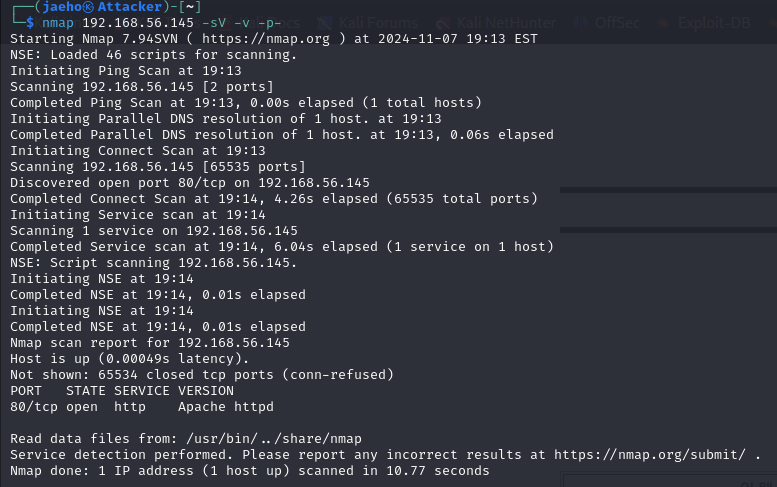 ┌──(jaeho㉿Attacker)-[~]
└─$ nmap 192.168.56.145 -sV -v -p-
Kali Forums Kali NetHunter OffSec Exploit-DB
Starting Nmap 7.94SVN ( https://nmap.org ) at 2024-11-07 19:13 EST
NSE: Loaded 46 scripts for scanning.
Initiating Ping Scan at 19:13
Scanning 192.168.56.145 [2 ports]
Completed Ping Scan at 19:13, 0.00s elapsed (1 total hosts)
Initiating Parallel DNS resolution of 1 host. at 19:13
Completed Parallel DNS resolution of 1 host. at 19:13, 0.06s elapsed
Initiating Connect Scan at 19:13
Scanning 192.168.56.145 [65535 ports]
Discovered open port 80/tcp on 192.168.56.145
Completed Connect Scan at 19:14, 4.26s elapsed (65535 total ports)
Initiating Service scan at 19:14
Scanning 1 service on 192.168.56.145
Completed Service scan at 19:14, 6.04s elapsed (1 service on 1 host)
NSE: Script scanning 192.168.56.145.
Initiating NSE at 19:14
Completed NSE at 19:14, 0.01s elapsed
Initiating NSE at 19:14
Completed NSE at 19:14, 0.01s elapsed
Nmap scan report for 192.168.56.145
Host is up (0.00049s latency).
Not shown: 65534 closed tcp ports (conn-refused)
PORT   STATE SERVICE VERSION
80/tcp open  http    Apache httpd
Read data files from: /usr/bin/../share/nmap
Service detection performed. Please report any incorrect results at https://nmap.org/submit/ .
Nmap done: 1 IP address (1 host up) scanned in 10.77 seconds